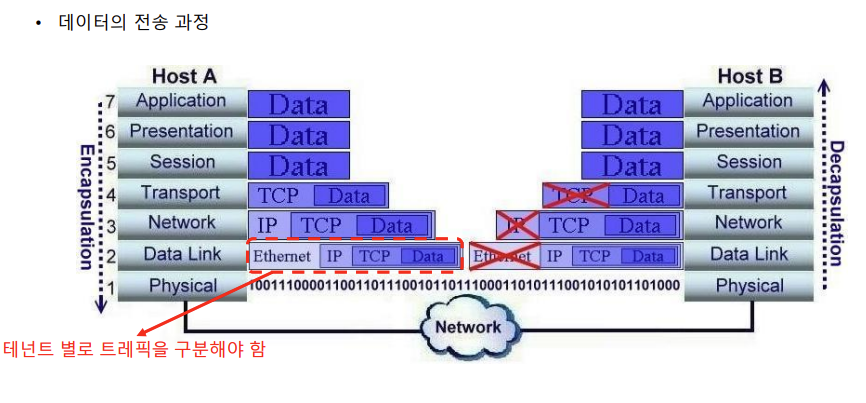 • 데이터의 전송 과정
Host A
Host B
7 Application Data
Data Application
6 Presentation Data
Data Presentation
5 Session Data
Data Session
4 Transport TCP Data
TCP Data Transport
3 Network IP TCP Data
IP TCP Data Network
2 Data Link Ethernet IP TCP Data
Ethernet IP TCP Data Data Link
1 Physical
Physical
Encapsulation
Decapsulation
Network
테넌트 별로 트레픽을 구분해야 함